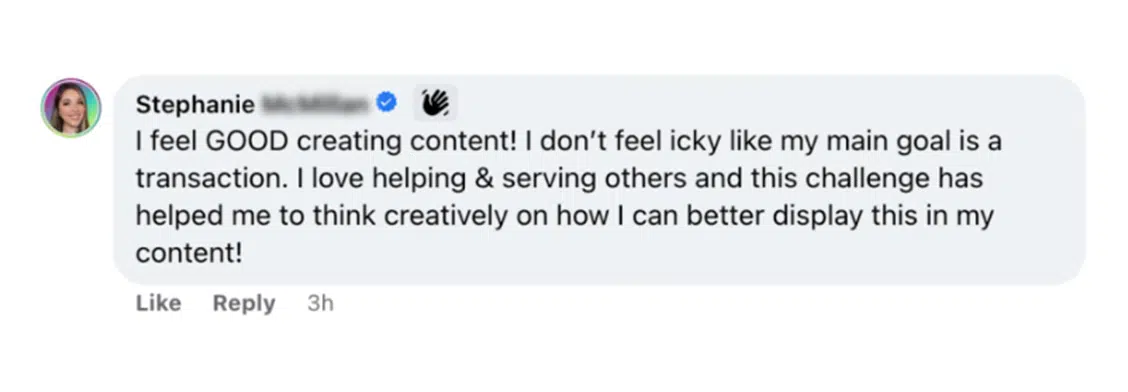 Stephanie
I feel GOOD creating content! I don’t feel icky like my main goal is a
transaction. I love helping & serving others and this challenge has
helped me to think creatively on how I can better display this in my
content!
Like Reply 3h